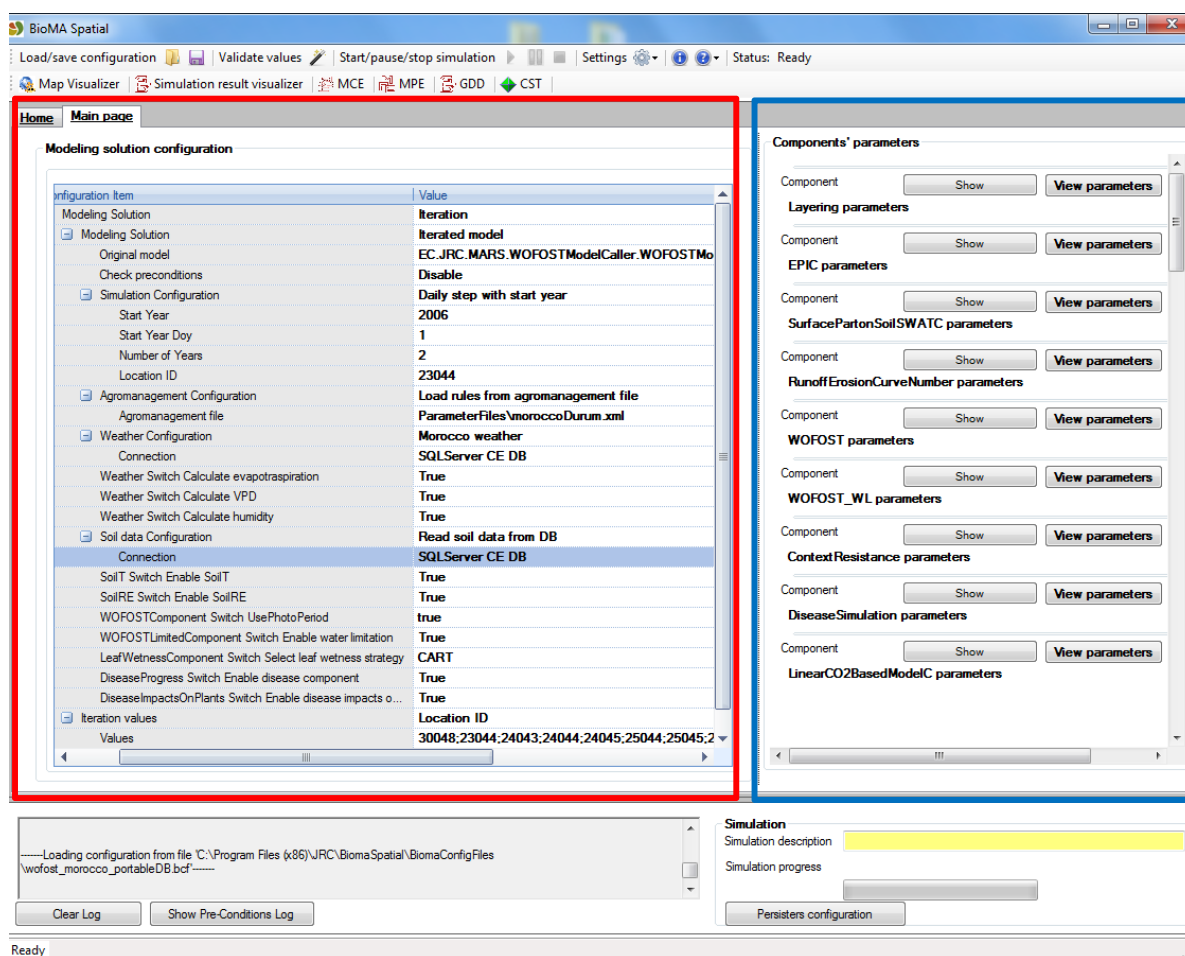 BioMA Spatial
Load/save configuration Validate values Start/pause/stop simulation Settings Status: Ready
Map Visualizer Simulation result visualizer MCE MPE GDD CST
Home Main page
Modeling solution configuration
onfiguration Item Value
Modeling Solution Iteration
Modeling Solution Iterated model
Original model EC.JRC.MARS.WOFOSTModelCaller.WOFOSTMo
Check preconditions Disable
Simulation Configuration Daily step with start year
Start Year 2006
Start Year Doy 1
Number of Years 2
Location ID 23044
Agromanagement Configuration Load rules from agromanagement file
Agromanagement file ParameterFiles\moroccoDurum.xml
Weather Configuration Morocco weather
Connection SQLServer CE DB
Weather Switch Calculate evapotraspiration True
Weather Switch Calculate VPD True
Weather Switch Calculate humidity True
Soil data Configuration Read soil data from DB
Connection SQLServer CE DB
SoilT Switch Enable SoilT True
SoilRE Switch Enable SoilRE True
WOFOSTComponent Switch UsePhotoPeriod true
WOFOSTLimitedComponent Switch Enable water limitation True
LeafWetnessComponent Switch Select leaf wetness strategy CART
DiseaseProgress Switch Enable disease component True
DiseaseImpactsOnPlants Switch Enable disease impacts o... True
Iteration values Location ID
Values 30048;23044;24043;24044;24045;25044;25045;2
Components' parameters
Component Show View parameters
Layering parameters
Component Show View parameters
EPIC parameters
Component Show View parameters
SurfacePartonSoilSWATC parameters
Component Show View parameters
RunoffErosionCurveNumber parameters
Component Show View parameters
WOFOST parameters
Component Show View parameters
WOFOST_WL parameters
Component Show View parameters
ContextResistance parameters
Component Show View parameters
DiseaseSimulation parameters
Component Show View parameters
LinearCO2BasedModelC parameters
------Loading configuration from file 'C:\Program Files (x86)\JRC\BiomaSpatial\BiomaConfigFiles
\wofost_morocco_portableDB.bcf'-------
Clear Log Show Pre-Conditions Log
Simulation
Simulation description
Simulation progress
Persisters configuration
Ready